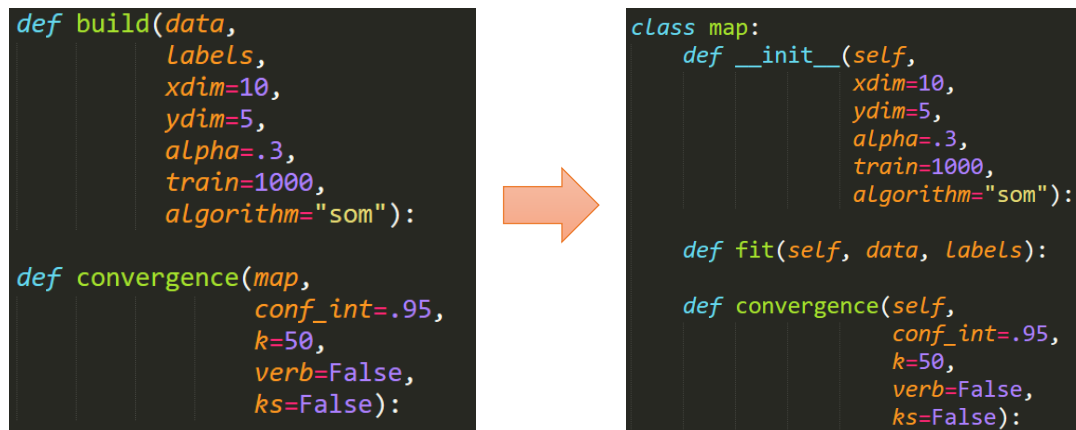 def build(data,
labels,
xdim=10,
ydim=5,
alpha=.3,
train=1000,
algorithm="som"):
def convergence(map,
conf_int=.95,
k=50,
verb=False,
ks=False):
class map:
def __init__(self,
xdim=10,
ydim=5,
alpha=.3,
train=1000,
algorithm="som"):
def fit(self, data, labels):
def convergence(self,
conf_int=.95,
k=50,
verb=False,
ks=False):